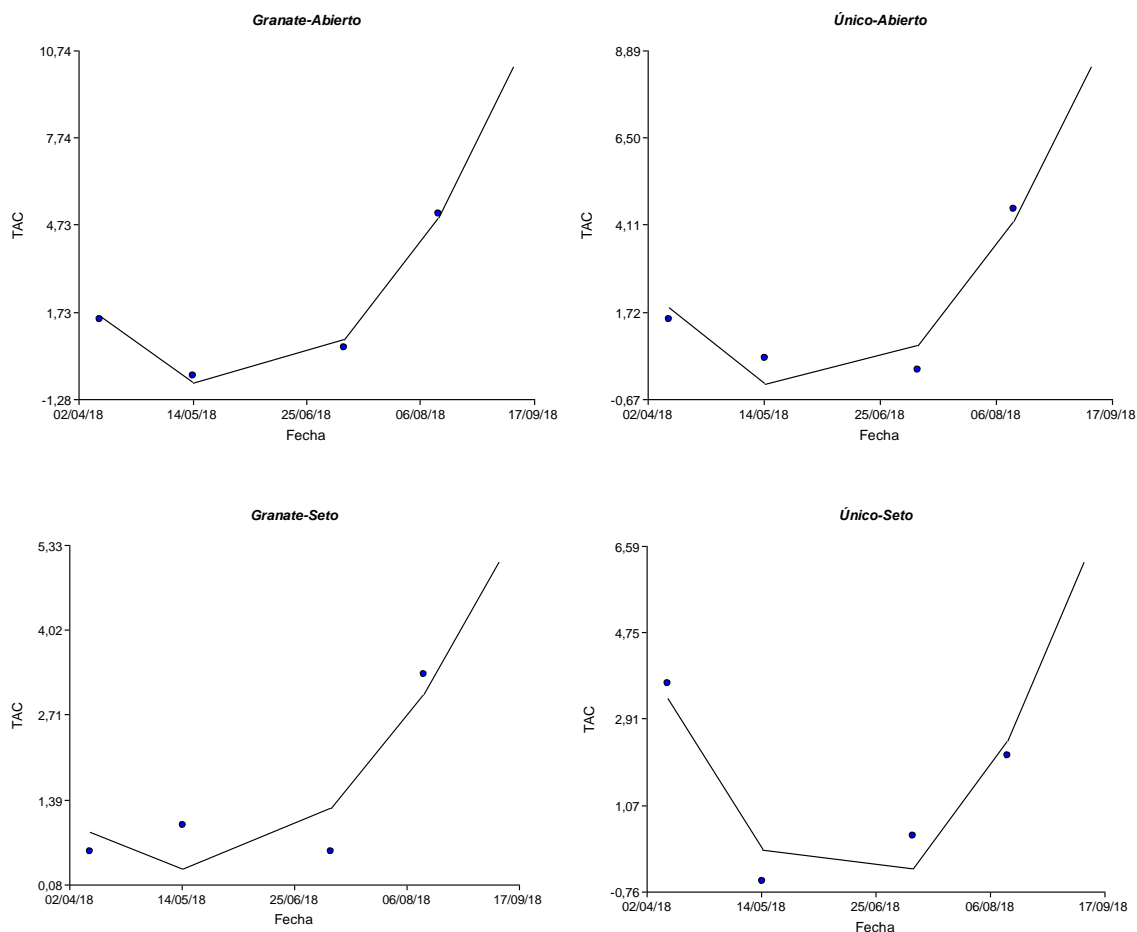 Granate-Abierto
10,74
7,74
4,73
1,73
-1,28
TAC
02/04/18 14/05/18 25/06/18 06/08/18 17/09/18
Fecha
Único-Abierto
8,89
6,50
4,11
1,72
-0,67
TAC
02/04/18 14/05/18 25/06/18 06/08/18 17/09/18
Fecha
Granate-Seto
5,33
4,02
2,71
1,39
0,08
TAC
02/04/18 14/05/18 25/06/18 06/08/18 17/09/18
Fecha
Único-Seto
6,59
4,75
2,91
1,07
-0,76
TAC
02/04/18 14/05/18 25/06/18 06/08/18 17/09/18
Fecha